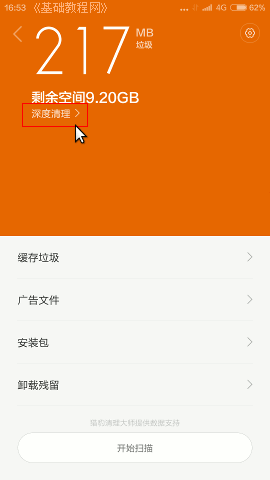 16:53 《基础教程网》 ... 4G 62%
217 MB
垃圾
剩余空间9.20GB
深度清理
缓存垃圾
广告文件
安装包
卸载残留
猎豹清理大师提供数据支持
开始扫描